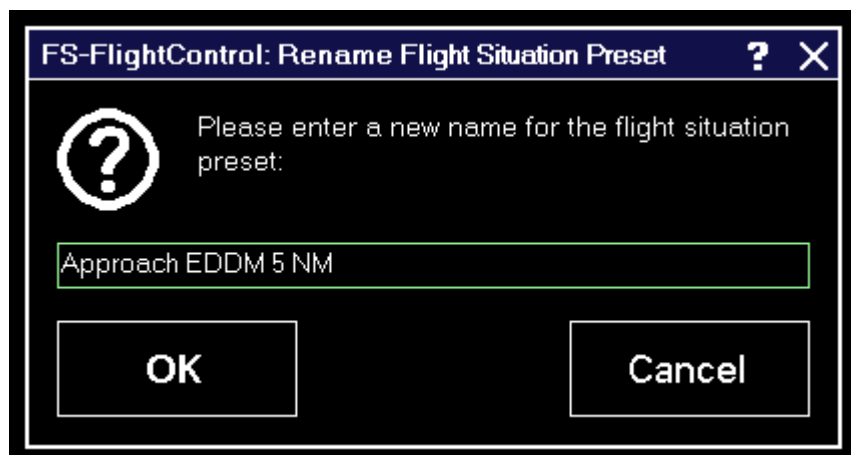 FS-FlightControl: Rename Flight Situation Preset ? X
Please enter a new name for the flight situation
preset:
Approach EDDM 5 NM
OK Cancel